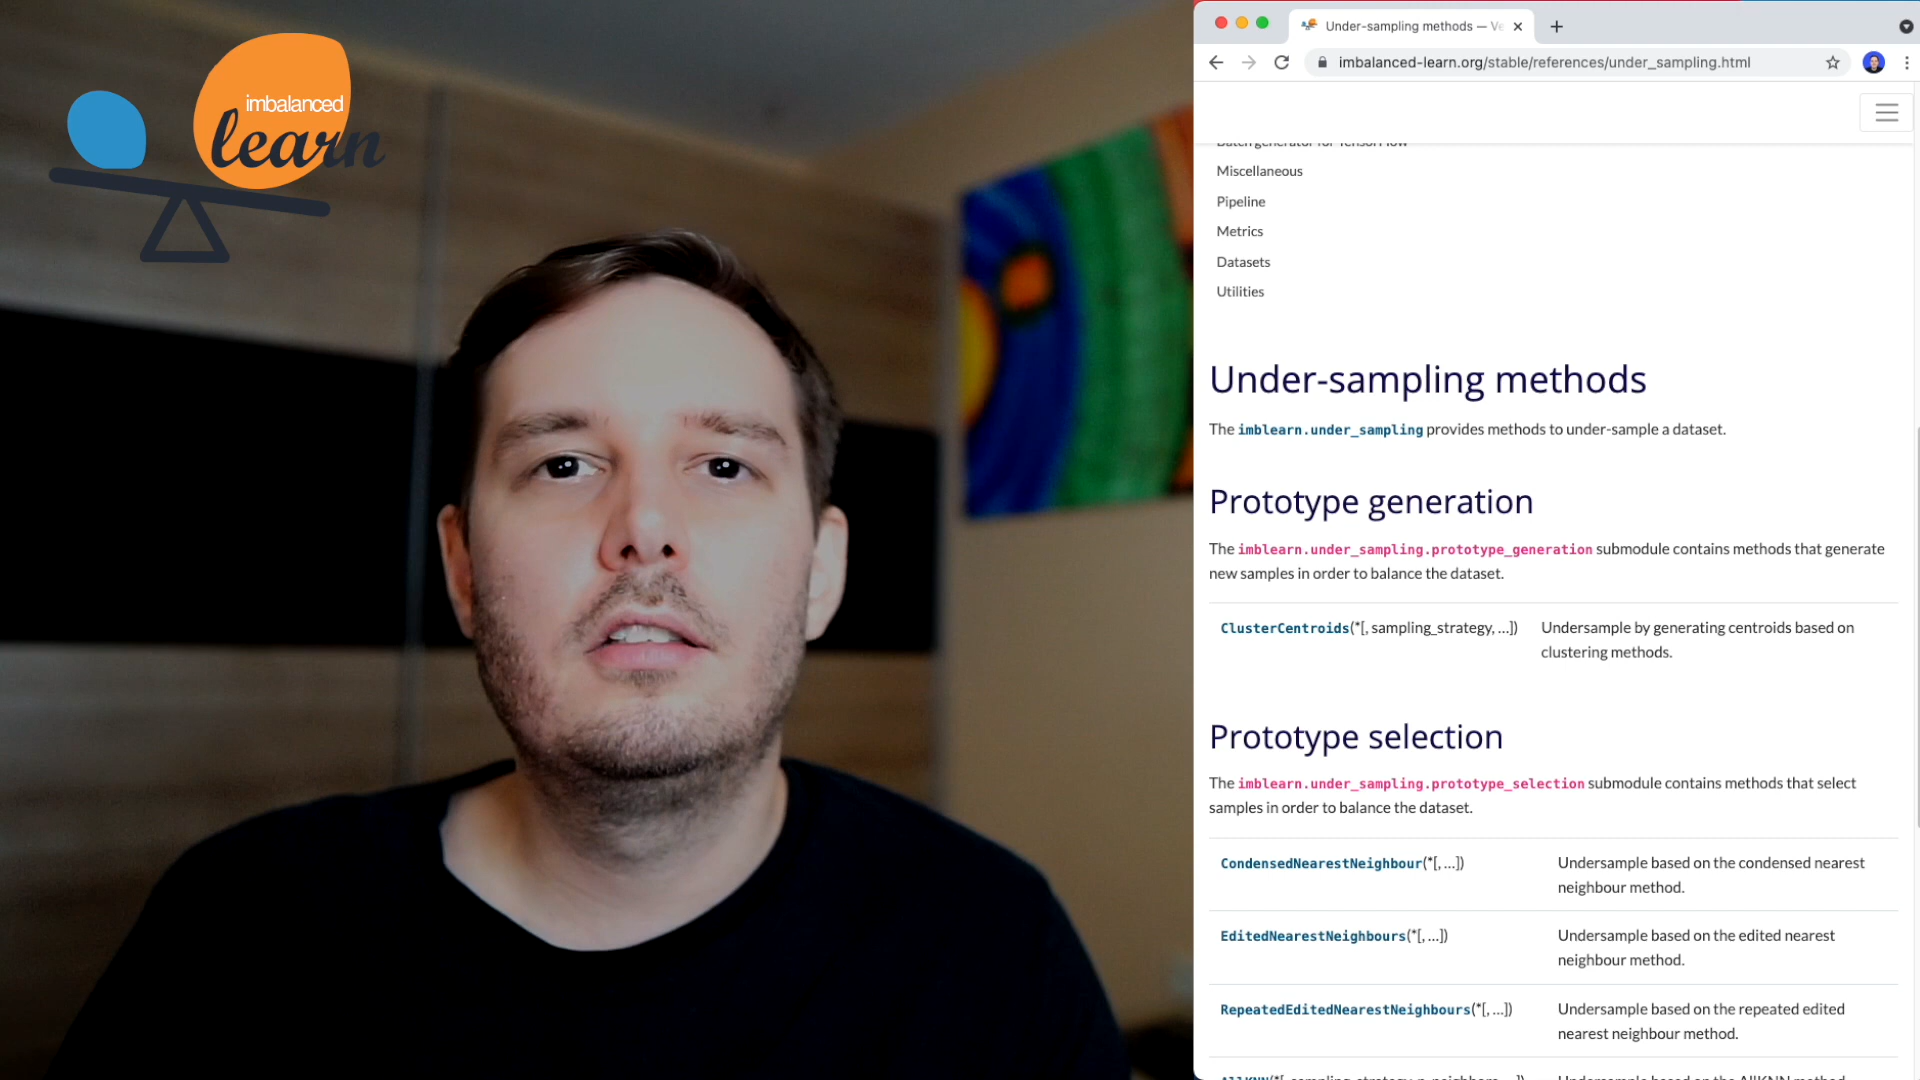 imbalanced
learn
Under-sampling methods — Ve
imbalanced-learn.org/stable/references/under_sampling.html
Batch generator for TensorFlow
Miscellaneous
Pipeline
Metrics
Datasets
Utilities
Under-sampling methods
The imblearn.under_sampling provides methods to under-sample a dataset.
Prototype generation
The imblearn.under_sampling.prototype_generation submodule contains methods that generate
new samples in order to balance the dataset.
ClusterCentroids(*[, sampling_strategy, ...]) Undersample by generating centroids based on
clustering methods.
Prototype selection
The imblearn.under_sampling.prototype_selection submodule contains methods that select
samples in order to balance the dataset.
CondensedNearestNeighbour(*[, ...]) Undersample based on the condensed nearest
neighbour method.
EditedNearestNeighbours(*[, ...]) Undersample based on the edited nearest
neighbour method.
RepeatedEditedNearestNeighbours(*[, ...]) Undersample based on the repeated edited
nearest neighbour method.